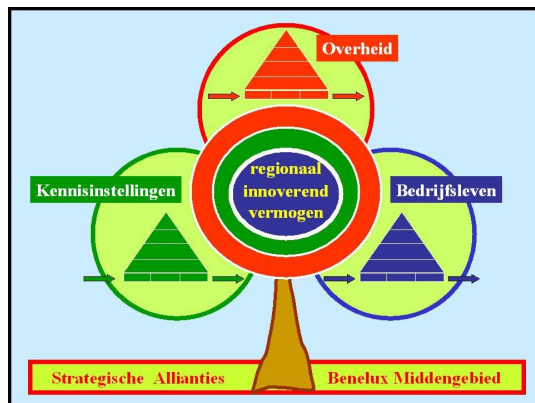 Overheid
Kennisinstellingen
regionaal
innoverend
vermogen
Bedrijfsleven
Strategische Allianties
Benelux Middengebied